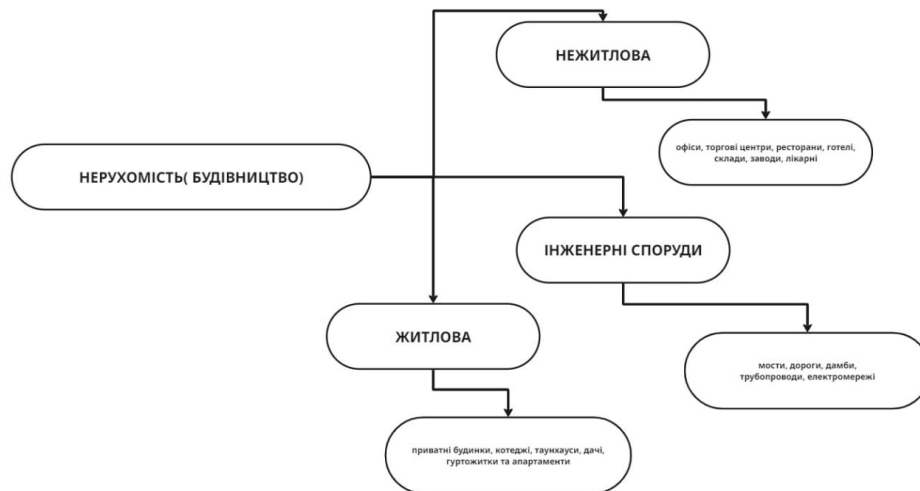 НЕЖИТЛОВА
офіси, торгові центри, ресторани, готелі,
склади, заводи, лікарні
НЕРУХОМІСТЬ( БУДІВНИЦТВО)
ІНЖЕНЕРНІ СПОРУДИ
ЖИТЛОВА
мости, дороги, дамби,
трубопроводи, електромережі
приватні будинки, котеджі, таунхауси, дачі,
гуртожитки та апартаменти